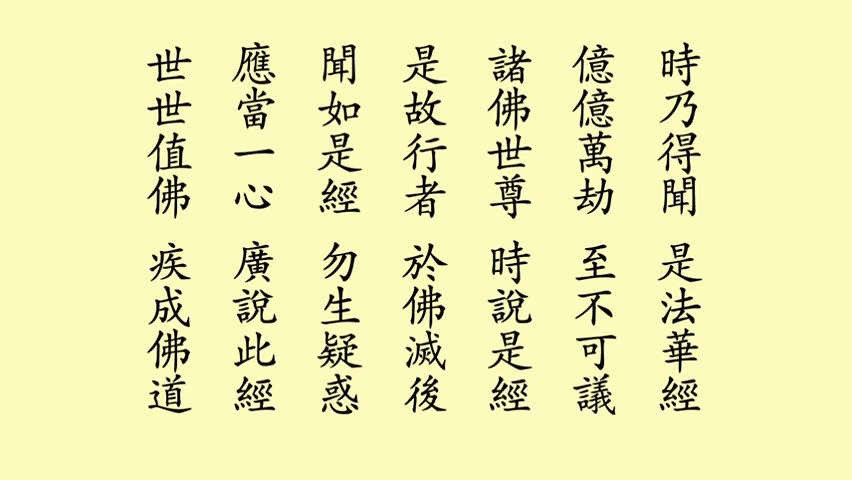 時乃得聞 是法華經
億億萬劫 至不可議
諸佛世尊 時說是經
是故行者 於佛滅後
聞如是經 勿生疑惑
應當一心 廣說此經
世世值佛 疾成佛道